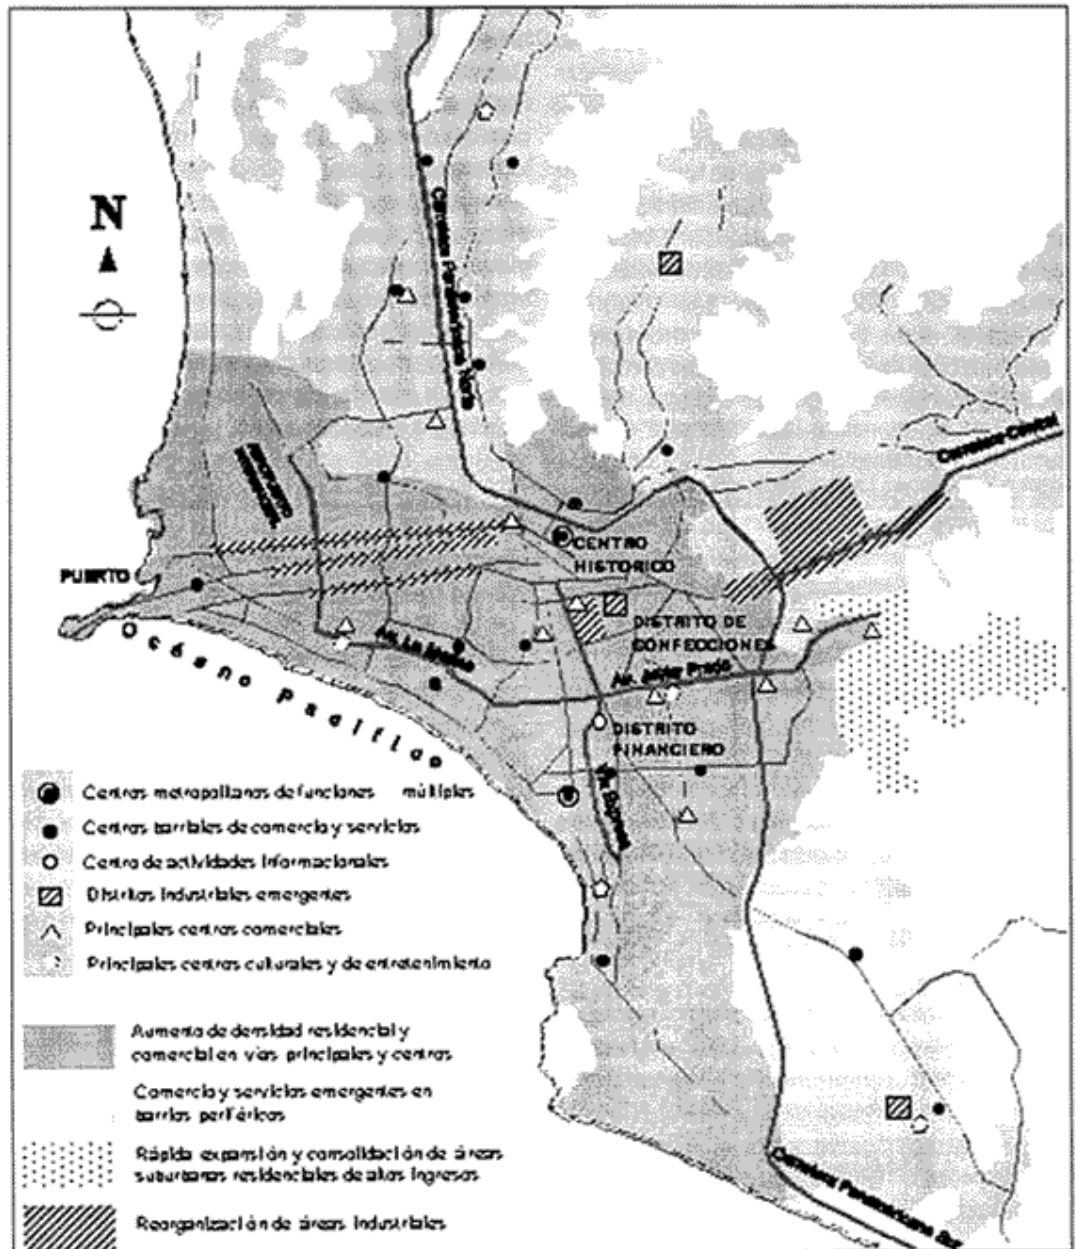 N
Carretera Panamericana Norte
Carretera Central
AEROPUERTO
INTERNACIONAL
PUERTO
CENTRO
HISTORICO
DISTRITO DE
CONFECCIONES
Av. La Marina
Av. Javier Prado
Océano Pacífico
DISTRITO
FINANCIERO
Vía Expresa
Centros metropolitanos de funciones múltiples
Centros barriales de comercio y servicios
Centro de actividades informacionales
Distritos industriales emergentes
Principales centros comerciales
Principales centros culturales y de entretenimiento
Aumento de densidad residencial y
comercial en vías principales y centros
Comercio y servicios emergentes en
barrios periféricos
Rápida expansión y consolidación de áreas
suburbanas residenciales de altos ingresos
Reorganización de áreas industriales
Carretera Panamericana Sur